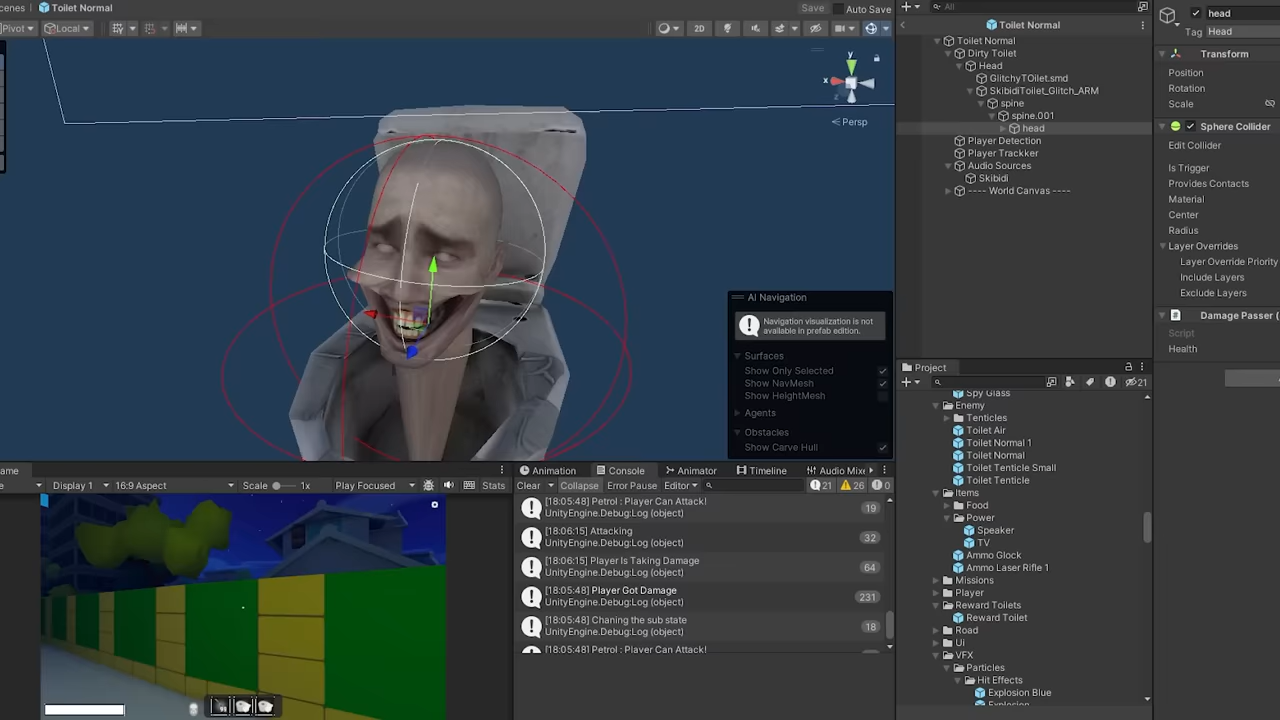 cenes
Toilet Normal
Save
Auto Save
Pivot
Local
2D
y
x
z
Persp
AI Navigation
Navigation visualization is not
available in prefab edition.
Surfaces
Show Only Selected
Show NavMesh
Show HeightMesh
Agents
Obstacles
Show Carve Hull
All
Toilet Normal
Toilet Normal
Dirty Toilet
Head
GlitchyTOilet.smd
SkibidiToilet_Glitch_ARM
spine
spine.001
head
Player Detection
Player Trackker
Audio Sources
Skibidi
---- World Canvas ----
head
Tag Head
Transform
Position
Rotation
Scale
Sphere Collider
Edit Collider
Is Trigger
Provides Contacts
Material
Center
Radius
Layer Overrides
Layer Override Priority
Include Layers
Exclude Layers
Damage Passer (
Script
Health
Project
21
Spy Glass
Enemy
Tenticles
Toilet Air
Toilet Normal 1
Toilet Normal
Toilet Tenticle Small
Toilet Tenticle
Items
Food
Power
Speaker
TV
Ammo Glock
Ammo Laser Rifle 1
Missions
Player
Reward Toilets
Reward Toilet
Road
Ui
VFX
Particles
Hit Effects
Explosion Blue
Explosion
ame
Display 1
16:9 Aspect
Scale
1x
Play Focused
Stats
Animation
Console
Animator
Timeline
Audio Mixe
Clear
Collapse
Error Pause
Editor
21
26
0
[18:05:48] Petrol : Player Can Attack!
UnityEngine.Debug:Log (object)
19
[18:06:15] Attacking
UnityEngine.Debug:Log (object)
32
[18:06:15] Player Is Taking Damage
UnityEngine.Debug:Log (object)
64
[18:05:48] Player Got Damage
UnityEngine.Debug:Log (object)
231
[18:05:48] Chaning the sub state
UnityEngine.Debug:Log (object)
18
[18:05:48] Petrol : Player Can Attack!